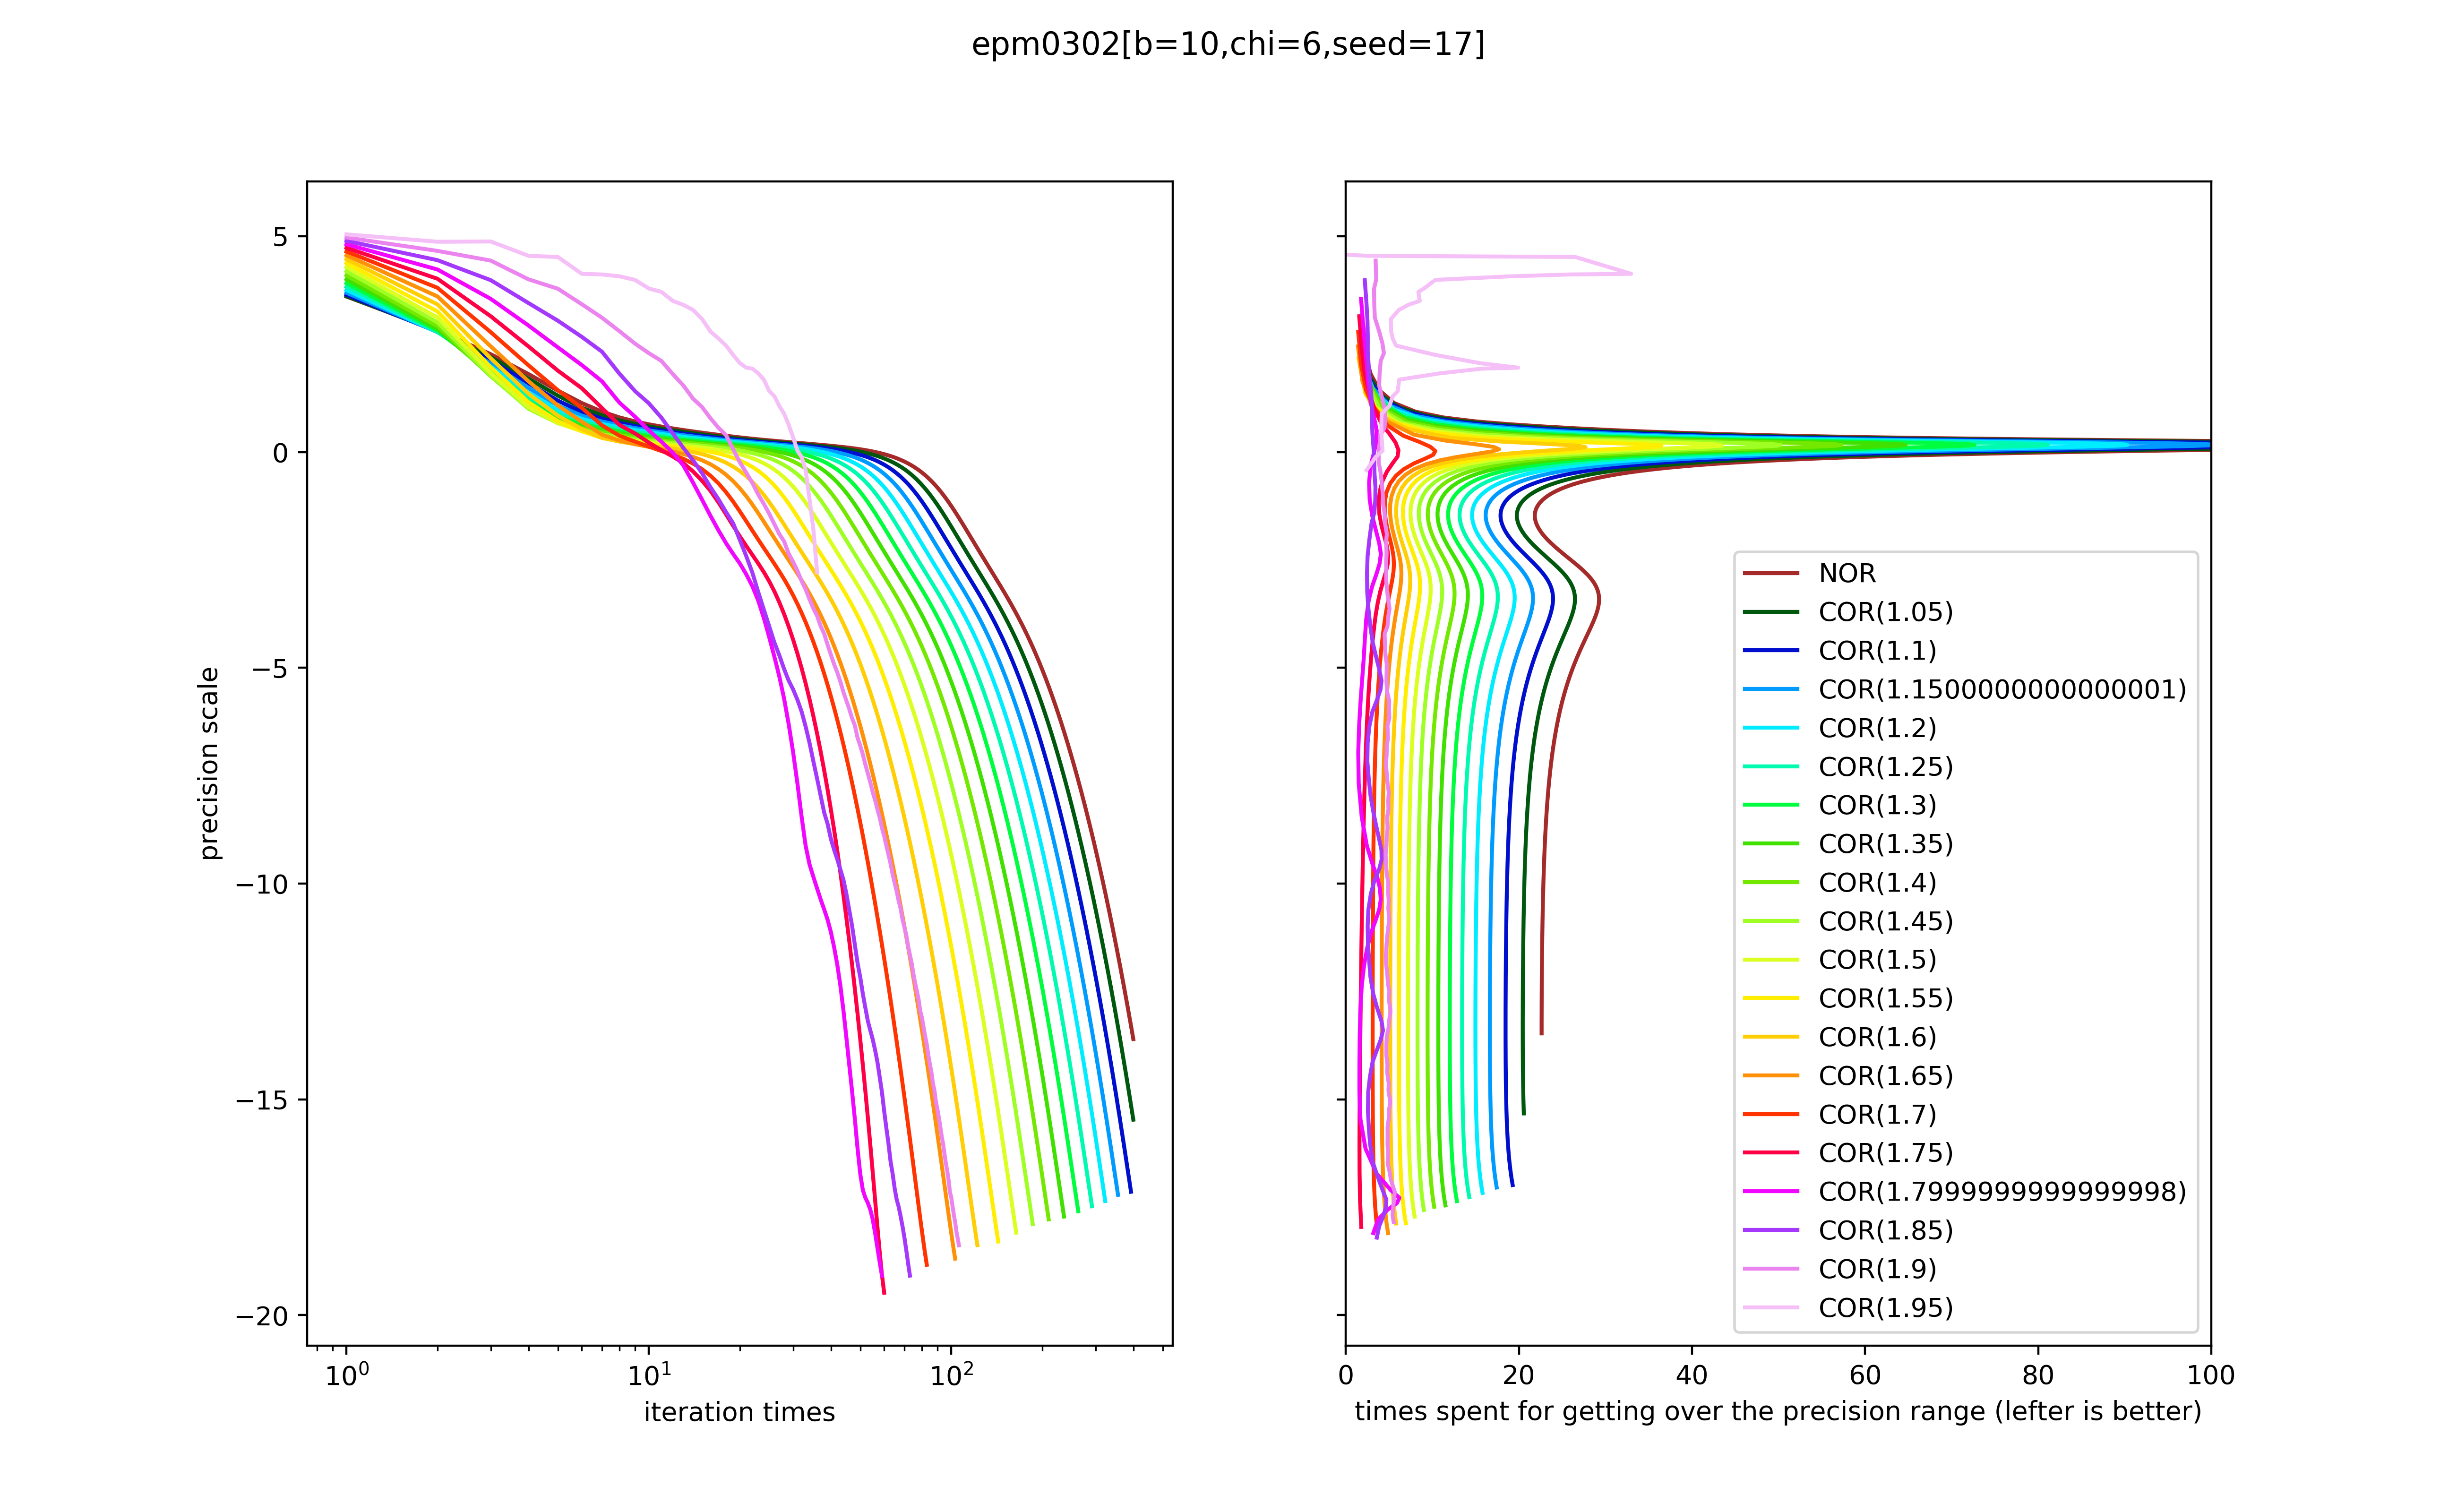 epm0302[b=10,chi=6,seed=17]
precision scale
5
0
−5
−10
−15
−20
10⁰
10¹
10²
iteration times
0
20
40
60
80
100
times spent for getting over the precision range (lefter is better)
NOR
COR(1.05)
COR(1.1)
COR(1.1500000000000001)
COR(1.2)
COR(1.25)
COR(1.3)
COR(1.35)
COR(1.4)
COR(1.45)
COR(1.5)
COR(1.55)
COR(1.6)
COR(1.65)
COR(1.7)
COR(1.75)
COR(1.7999999999999998)
COR(1.85)
COR(1.9)
COR(1.95)